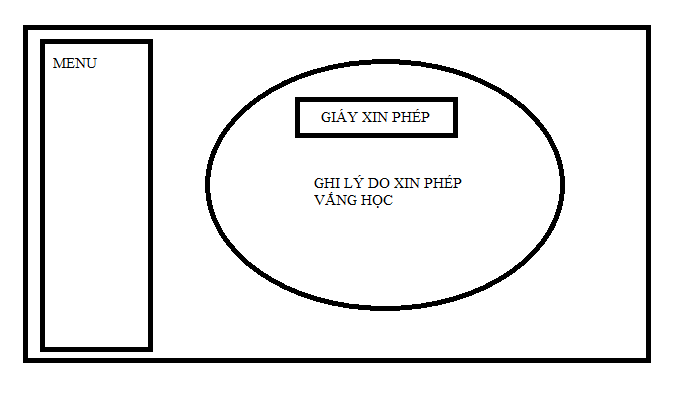 MENU
GIẤY XIN PHÉP
GHI LÝ DO XIN PHÉP
VẮNG HỌC